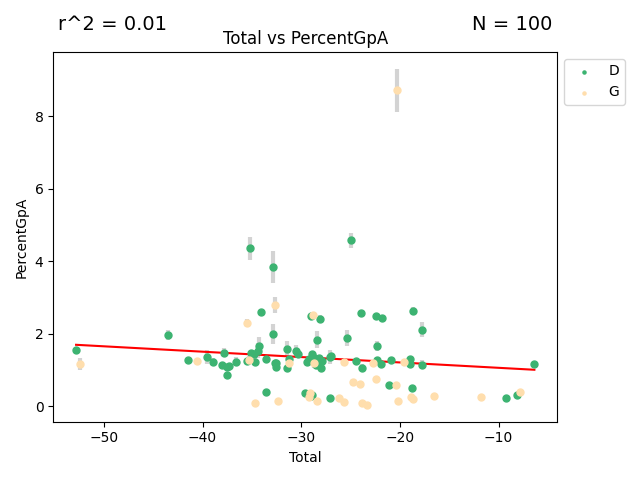 r^2 = 0.01
N = 100
Total vs PercentGpA
D
G
PercentGpA
8
6
4
2
0
−50
−40
−30
−20
−10
Total